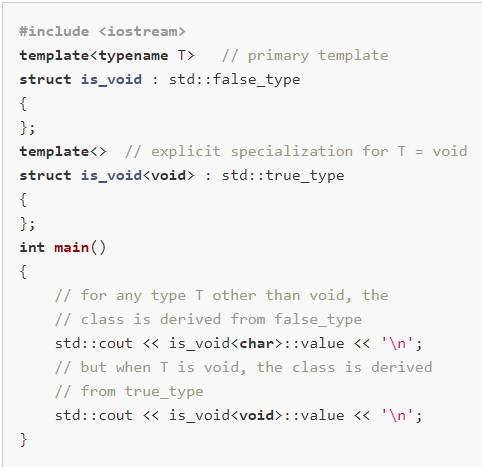 #include <iostream>
template<typename T>   // primary template
struct is_void : std::false_type
{
};
template<>  // explicit specialization for T = void
struct is_void<void> : std::true_type
{
};
int main()
{
    // for any type T other than void, the
    // class is derived from false_type
    std::cout << is_void<char>::value << '\n';
    // but when T is void, the class is derived
    // from true_type
    std::cout << is_void<void>::value << '\n';
}